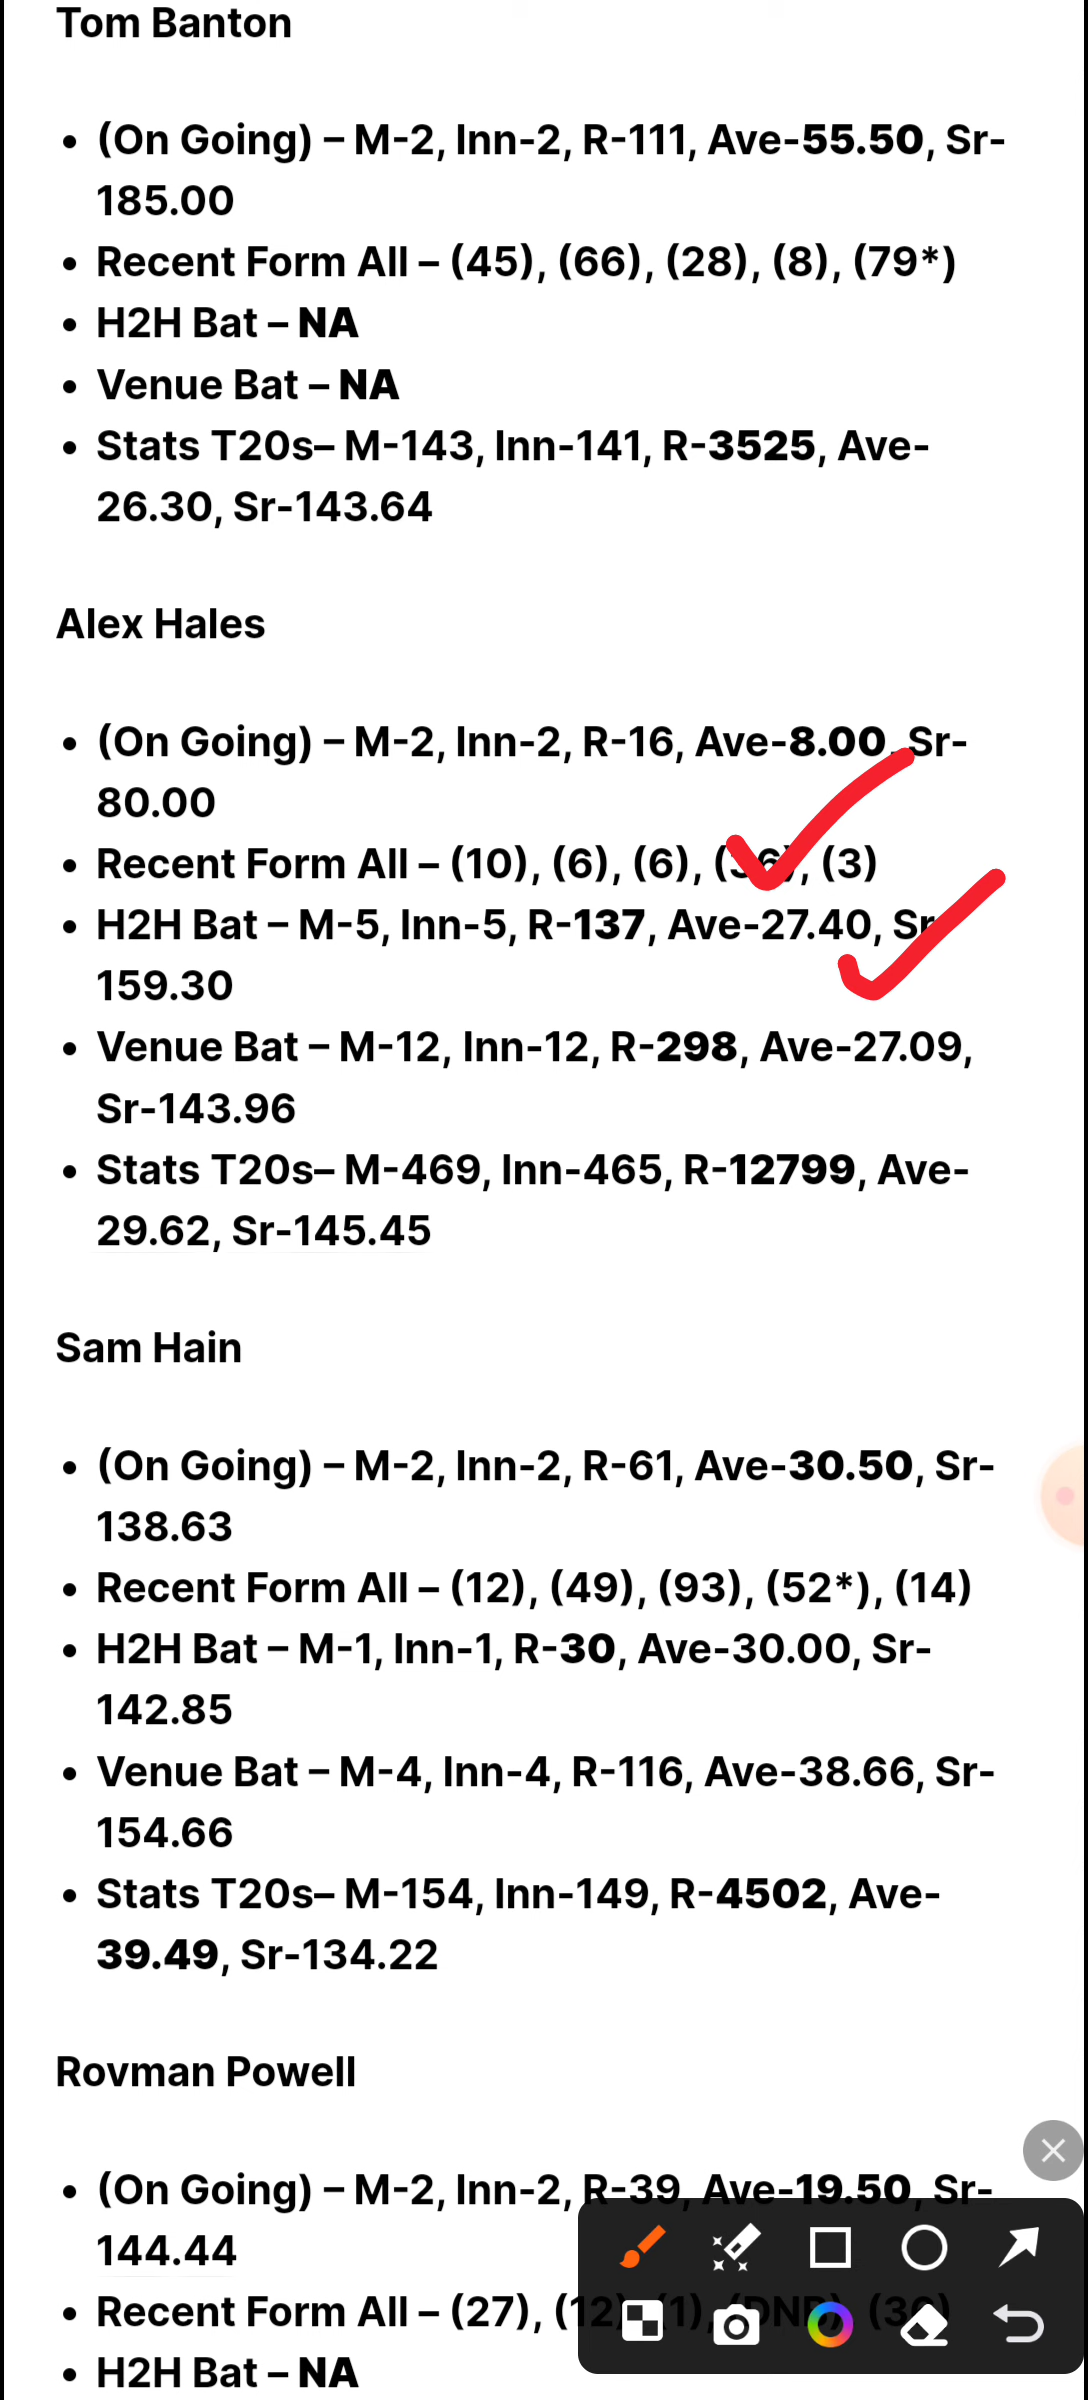 Tom Banton
• (On Going) – M-2, Inn-2, R-111, Ave-55.50, Sr-
185.00
• Recent Form All – (45), (66), (28), (8), (79*)
• H2H Bat – NA
• Venue Bat – NA
• Stats T20s– M-143, Inn-141, R-3525, Ave-
26.30, Sr-143.64
Alex Hales
• (On Going) – M-2, Inn-2, R-16, Ave-8.00, Sr-
80.00
• Recent Form All – (10), (6), (6), (3)
• H2H Bat – M-5, Inn-5, R-137, Ave-27.40, Sr
159.30
• Venue Bat – M-12, Inn-12, R-298, Ave-27.09,
Sr-143.96
• Stats T20s– M-469, Inn-465, R-12799, Ave-
29.62, Sr-145.45
Sam Hain
• (On Going) – M-2, Inn-2, R-61, Ave-30.50, Sr-
138.63
• Recent Form All – (12), (49), (93), (52*), (14)
• H2H Bat – M-1, Inn-1, R-30, Ave-30.00, Sr-
142.85
• Venue Bat – M-4, Inn-4, R-116, Ave-38.66, Sr-
154.66
• Stats T20s– M-154, Inn-149, R-4502, Ave-
39.49, Sr-134.22
Rovman Powell
• (On Going) – M-2, Inn-2, R-39, Ave-19.50, Sr-
144.44
• Recent Form All – (27), (12), (1), (DNB)
• H2H Bat – NA